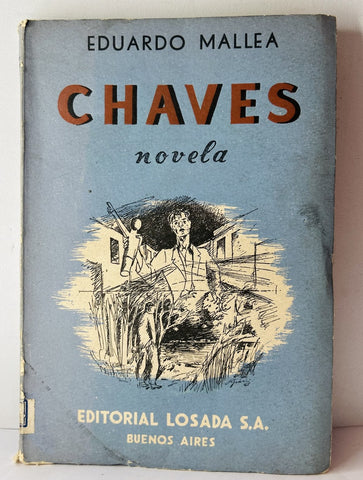 EDUARDO MALLEA
CHAVES
novela
EDITORIAL LOSADA S.A.
BUENOS AIRES